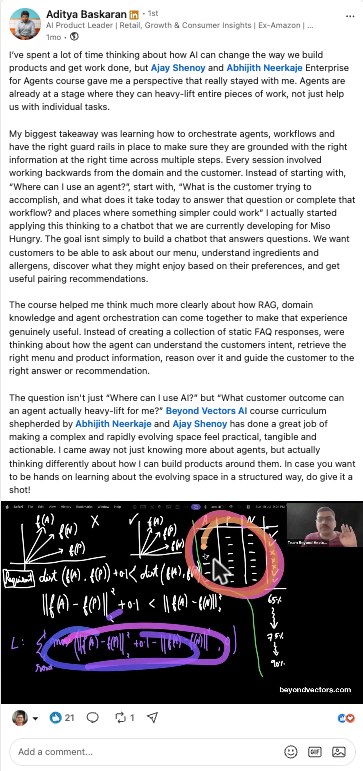 Aditya Baskaran in · 1st
AI Product Leader | Retail, Growth & Consumer Insights | Ex-Amazon | ...
1mo ·
I've spent a lot of time thinking about how AI can change the way we build
products and get work done, but Ajay Shenoy and Abhijith Neerkaje Enterprise
for Agents course gave me a perspective that really stayed with me. Agents are
already at a stage where they can heavy-lift entire pieces of work, not just help
us with individual tasks.
My biggest takeaway was learning how to orchestrate agents, workflows and
have the right guard rails in place to make sure they are grounded with the right
information at the right time across multiple steps. Every session involved
working backwards from the domain and the customer. Instead of starting with,
"Where can I use an agent?", start with, "What is the customer trying to
accomplish, and what does it take today to answer that question or complete that
workflow? and places where something simpler could work" I actually started
applying this thinking to a chatbot that we are currently developing for Miso
Hungry. The goal isnt simply to build a chatbot that answers questions. We want
customers to be able to ask about our menu, understand ingredients and
allergens, discover what they might enjoy based on their preferences, and get
useful pairing recommendations.
The course helped me think much more clearly about how RAG, domain
knowledge and agent orchestration can come together to make that experience
genuinely useful. Instead of creating a collection of static FAQ responses, were
thinking about how the agent can understand the customers intent, retrieve the
right menu and product information, reason over it and guide the customer to the
right answer or recommendation.
The question isn't just "Where can I use AI?" but "What customer outcome can
an agent actually heavy-lift for me?" Beyond Vectors AI course curriculum
shepherded by Abhijith Neerkaje and Ajay Shenoy has done a great job of
making a complex and rapidly evolving space feel practical, tangible and
actionable. I came away not just knowing more about agents, but actually
thinking differently about how I can build products around them. In case you want
to be hands on learning about the evolving space in a structured way, do give it a
shot!
f(A) X f(A) A P N
f(N) f(P)
f(P) f(N)
Required dist (f(A), f(P)) + 0.1 < dist (f(A), f(N))
||f(A) - f(P)||² + 0.1 < ||f(A) - f(N)||²
65%
75%
90%
L: ||f(A) - f(P)||² + 0.1 - ||f(A) - f(N)||²
beyondvectors.com
21 1
Add a comment...
GIF